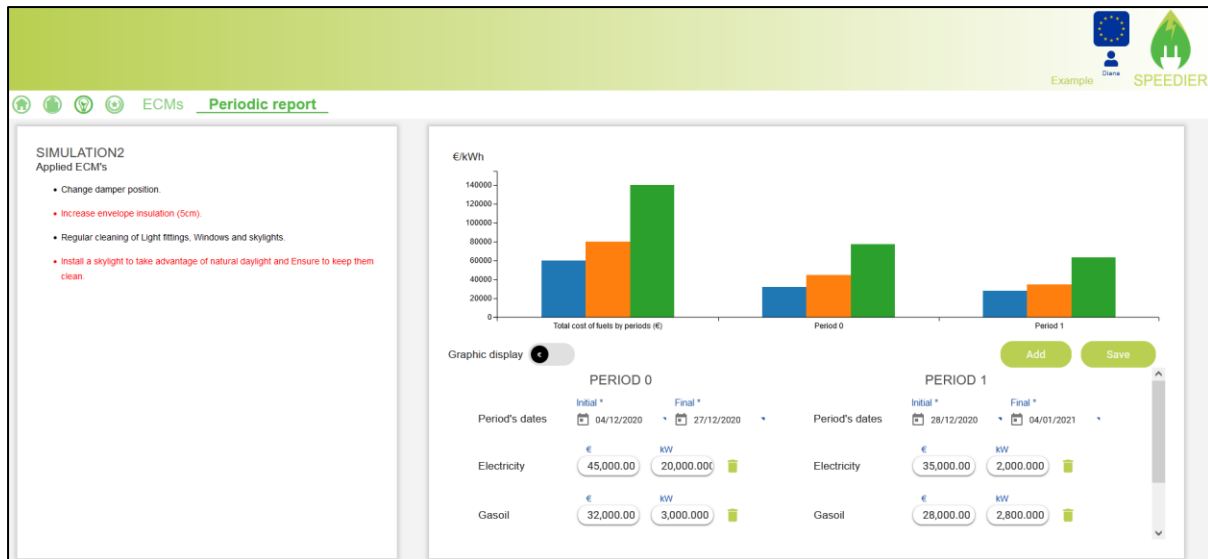 Example
Diana
SPEEDIER
ECMs
Periodic report
SIMULATION2
Applied ECM's
• Change damper position.
• Increase envelope insulation (5cm).
• Regular cleaning of Light fittings, Windows and skylights.
• Install a skylight to take advantage of natural daylight and Ensure to keep them
clean.
€/kWh
140000
120000
100000
80000
60000
40000
20000
0
Total cost of fuels by periods (€)
Period 0
Period 1
Graphic display
€
Add
Save
PERIOD 0
PERIOD 1
Initial *
Final *
Initial *
Final *
Period's dates
04/12/2020
27/12/2020
Period's dates
28/12/2020
04/01/2021
€
kW
€
kW
Electricity
45,000.00
20,000.000
Electricity
35,000.00
2,000.000
€
kW
€
kW
Gasoil
32,000.00
3,000.000
Gasoil
28,000.00
2,800.000